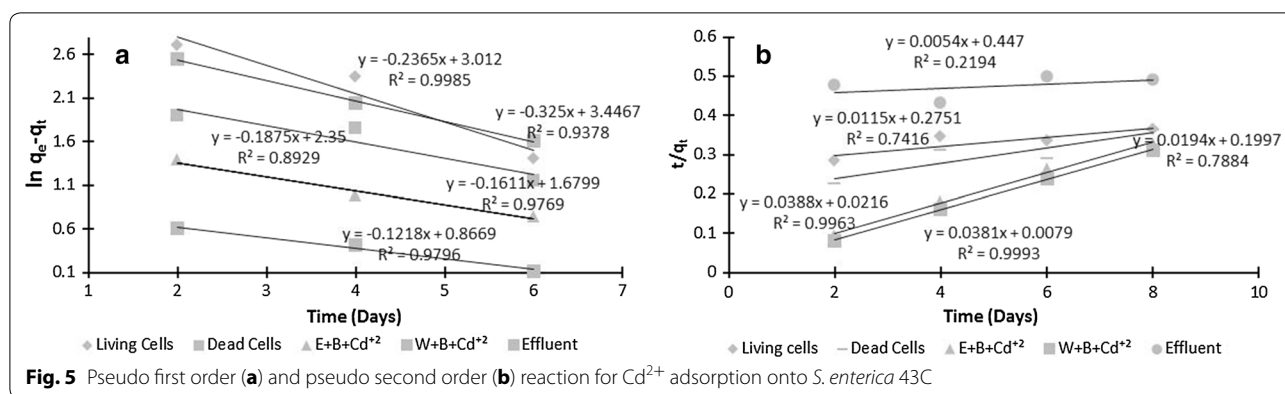 a
ln qe-qt
2.6
2.1
1.6
1.1
0.6
0.1
y = -0.2365x + 3.012
R² = 0.9985
y = -0.325x + 3.4467
R² = 0.9378
y = -0.1875x + 2.35
R² = 0.8929
y = -0.1611x + 1.6799
R² = 0.9769
y = -0.1218x + 0.8669
R² = 0.9796
1 2 3 4 5 6 7
Time (Days)
Living Cells Dead Cells E+B+Cd⁺² W+B+Cd⁺² Effluent
b
t/qt
0.6
0.5
0.4
0.3
0.2
0.1
0
y = 0.0054x + 0.447
R² = 0.2194
y = 0.0115x + 0.2751
R² = 0.7416
y = 0.0194x + 0.1997
R² = 0.7884
y = 0.0388x + 0.0216
R² = 0.9963
y = 0.0381x + 0.0079
R² = 0.9993
0 2 4 6 8 10
Time (Days)
Living cells Dead Cells E+B+Cd⁺² W+B+Cd⁺² Effluent
Fig. 5 Pseudo first order (a) and pseudo second order (b) reaction for Cd²⁺ adsorption onto S. enterica 43C